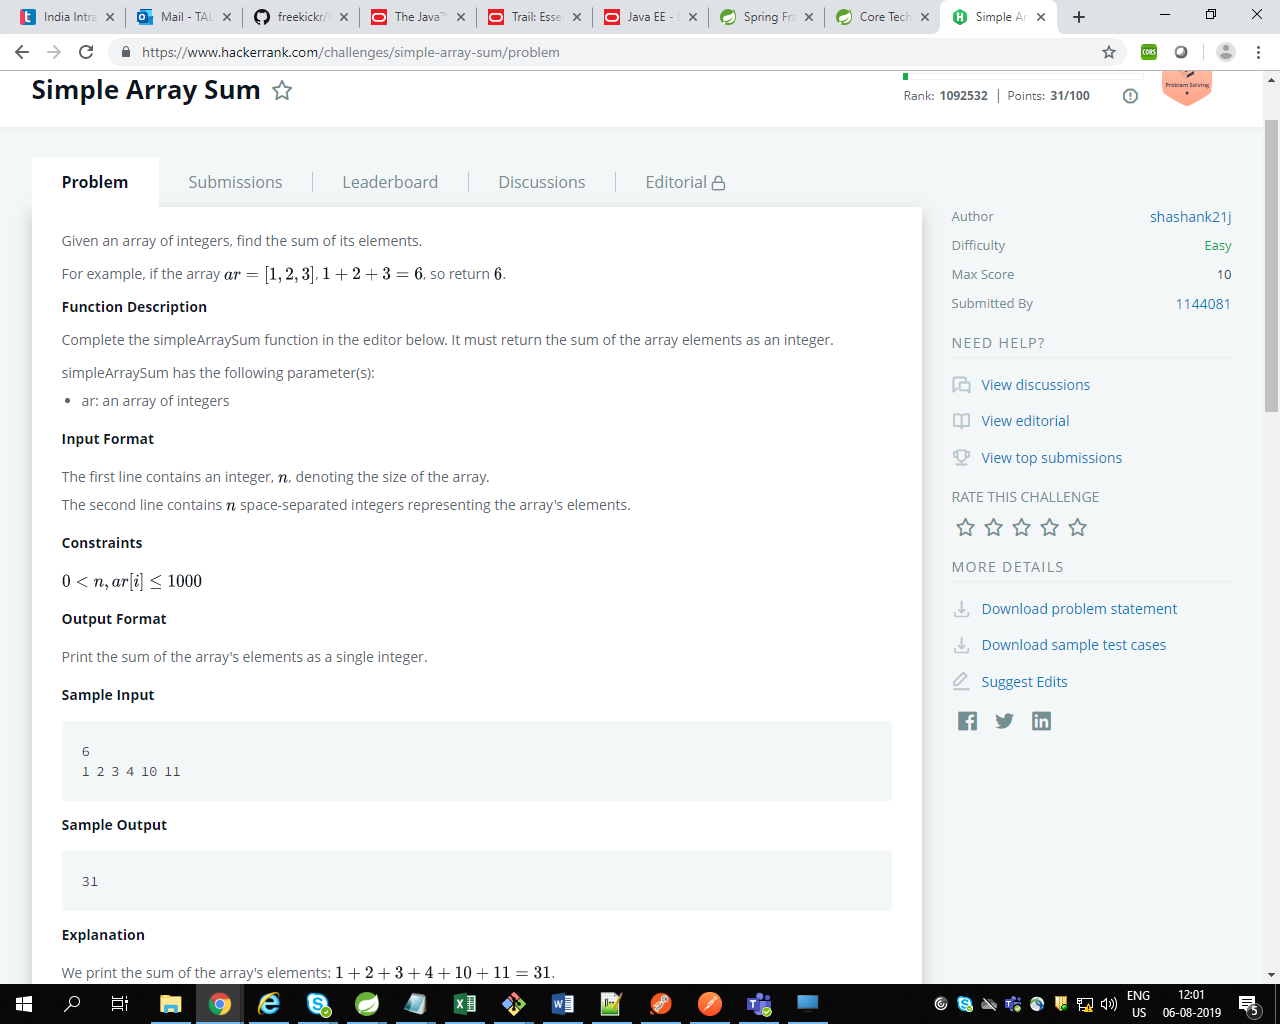 India Intra
Mail - TAL
freekickr/
The Java™
Trail: Esse
Java EE -
Spring Fra
Core Tech
Simple Ar
https://www.hackerrank.com/challenges/simple-array-sum/problem
CORS
Simple Array Sum
Rank: 1092532 | Points: 31/100
Problem Solving
Problem
Submissions
Leaderboard
Discussions
Editorial
Given an array of integers, find the sum of its elements.
For example, if the array ar = [1, 2, 3], 1 + 2 + 3 = 6, so return 6.
Function Description
Complete the simpleArraySum function in the editor below. It must return the sum of the array elements as an integer.
simpleArraySum has the following parameter(s):
• ar: an array of integers
Input Format
The first line contains an integer, n, denoting the size of the array.
The second line contains n space-separated integers representing the array's elements.
Constraints
0 < n, ar[i] ≤ 1000
Output Format
Print the sum of the array's elements as a single integer.
Sample Input
6
1 2 3 4 10 11
Sample Output
31
Explanation
We print the sum of the array's elements: 1 + 2 + 3 + 4 + 10 + 11 = 31.
Author shashank21j
Difficulty Easy
Max Score 10
Submitted By 1144081
NEED HELP?
View discussions
View editorial
View top submissions
RATE THIS CHALLENGE
MORE DETAILS
Download problem statement
Download sample test cases
Suggest Edits
ENG
US
12:01
06-08-2019
5